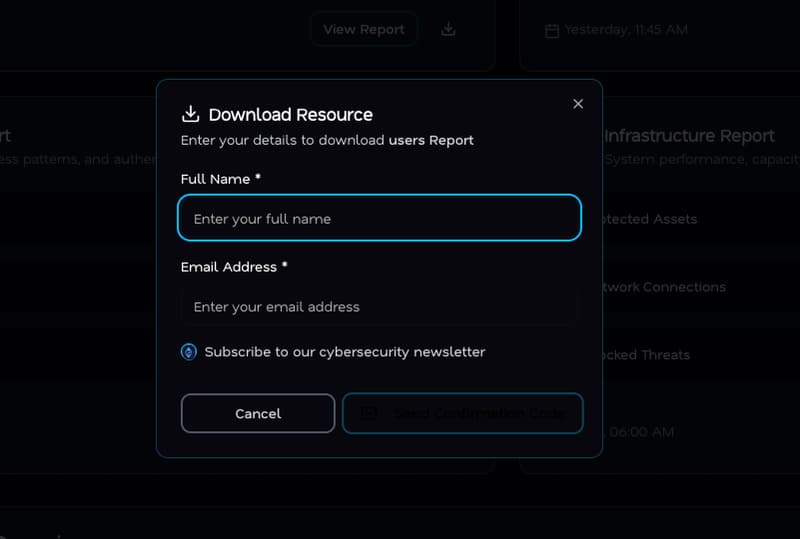 View Report
Yesterday, 11:45 AM
Download Resource
Enter your details to download users Report
rt
Infrastructure Report
ess patterns, and authen
System performance, capacity
Full Name *
Enter your full name
otected Assets
Email Address *
twork Connections
Enter your email address
Subscribe to our cybersecurity newsletter
ocked Threats
Cancel
Send Confirmation Code
, 06:00 AM